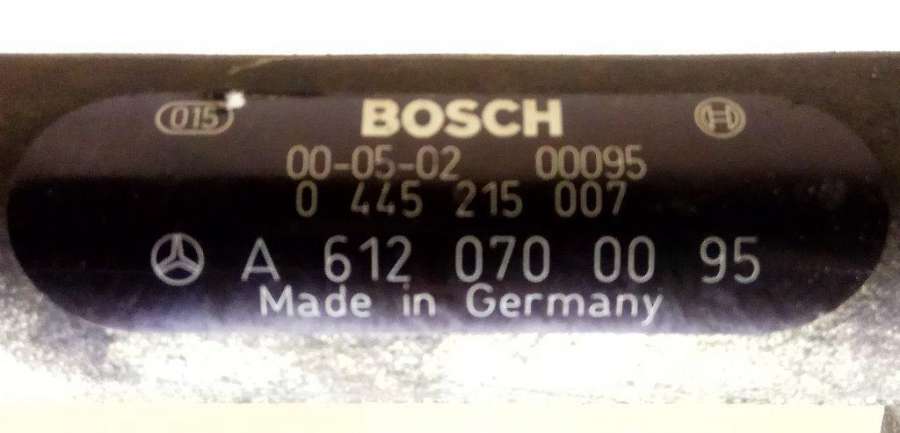 015 BOSCH
00-05-02 00095
0 445 215 007
A 612 070 00 95
Made in Germany